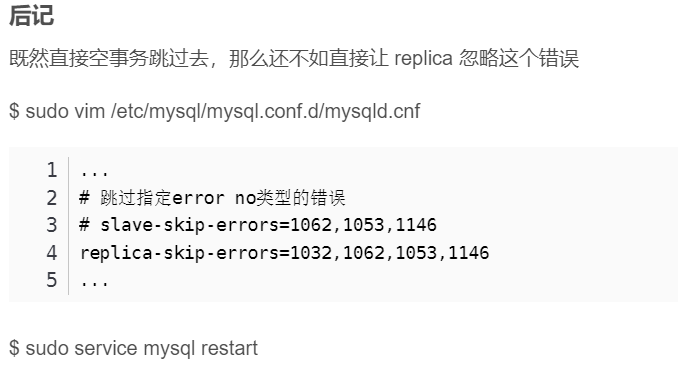 后记
既然直接空事务跳过去，那么还不如直接让 replica 忽略这个错误
$ sudo vim /etc/mysql/mysql.conf.d/mysqld.cnf
1 ...
2 # 跳过指定error no类型的错误
3 # slave-skip-errors=1062,1053,1146
4 replica-skip-errors=1032,1062,1053,1146
5 ...
$ sudo service mysql restart